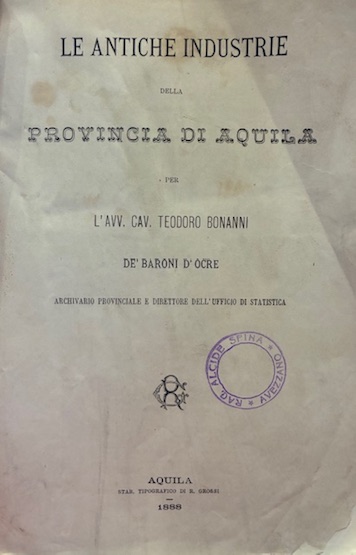 LE ANTICHE INDUSTRIE
DELLA
PROVINCIA DI AQUILA
PER
L'AVV. CAV. TEODORO BONANNI
DE' BARONI D'OCRE
ARCHIVARIO PROVINCIALE E DIRETTORE DELL'UFFICIO DI STATISTICA
RAG. ALCIDE SPINA * AVEZZANO *
AQUILA
STAB. TIPOGRAFICO DI R. GROSSI
1888